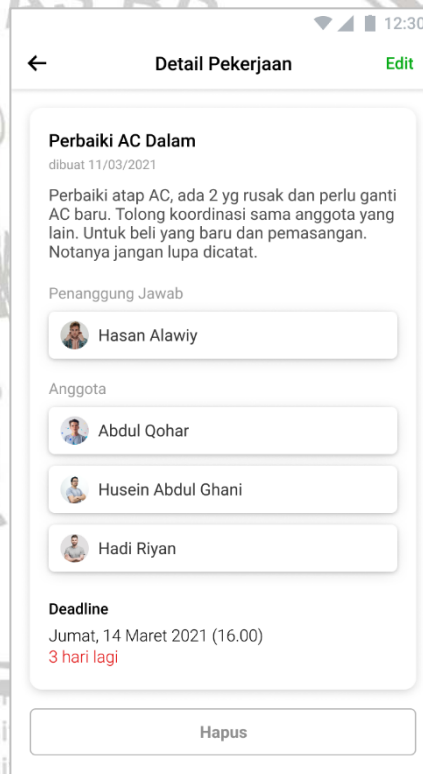 12:30
Detail Pekerjaan
Edit
Perbaiki AC Dalam
dibuat 11/03/2021
Perbaiki atap AC, ada 2 yg rusak dan perlu ganti
AC baru. Tolong koordinasi sama anggota yang
lain. Untuk beli yang baru dan pemasangan.
Notanya jangan lupa dicatat.
Penanggung Jawab
Hasan Alawiy
Anggota
Abdul Qohar
Husein Abdul Ghani
Hadi Riyan
Deadline
Jumat, 14 Maret 2021 (16.00)
3 hari lagi
Hapus